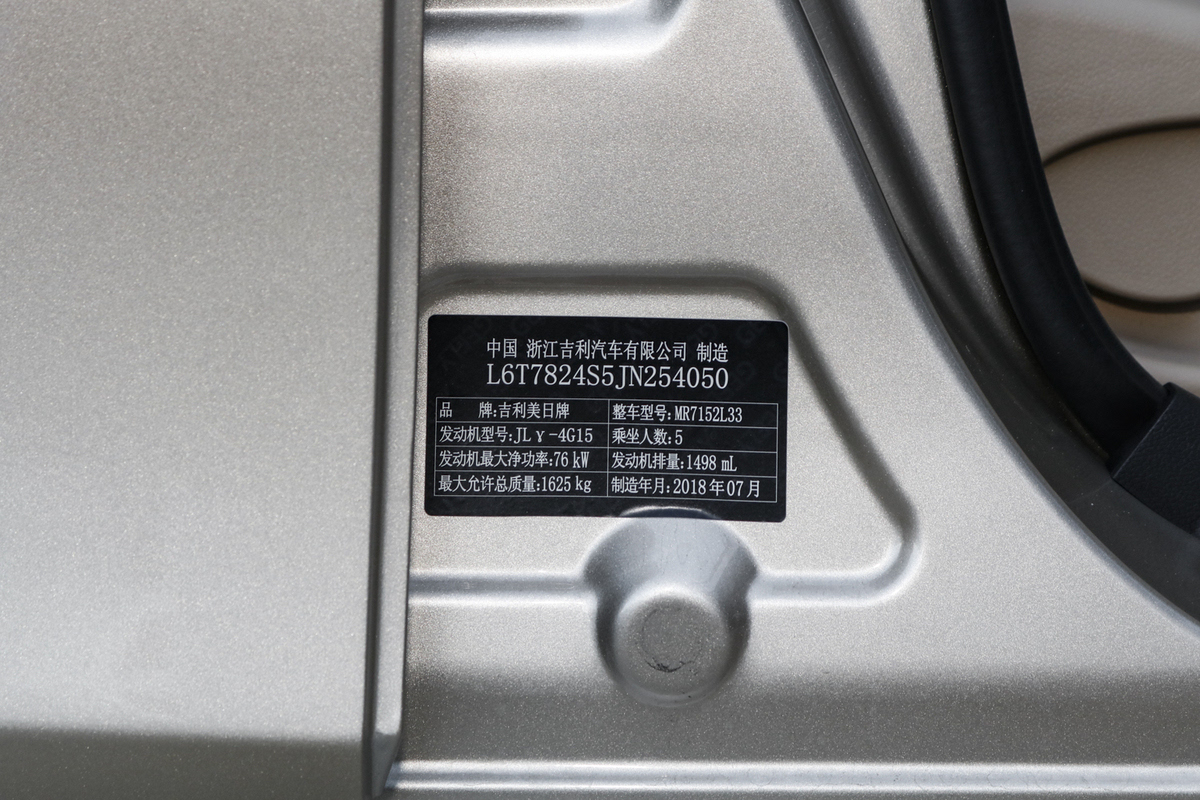 中国 浙江吉利汽车有限公司 制造
L6T7824S5JN254050
品 牌:吉利美日牌 整车型号:MR7152L33
发动机型号:JLγ-4G15 乘坐人数:5
发动机最大净功率:76 kW 发动机排量:1498 mL
最大允许总质量:1625 kg 制造年月:2018年07月